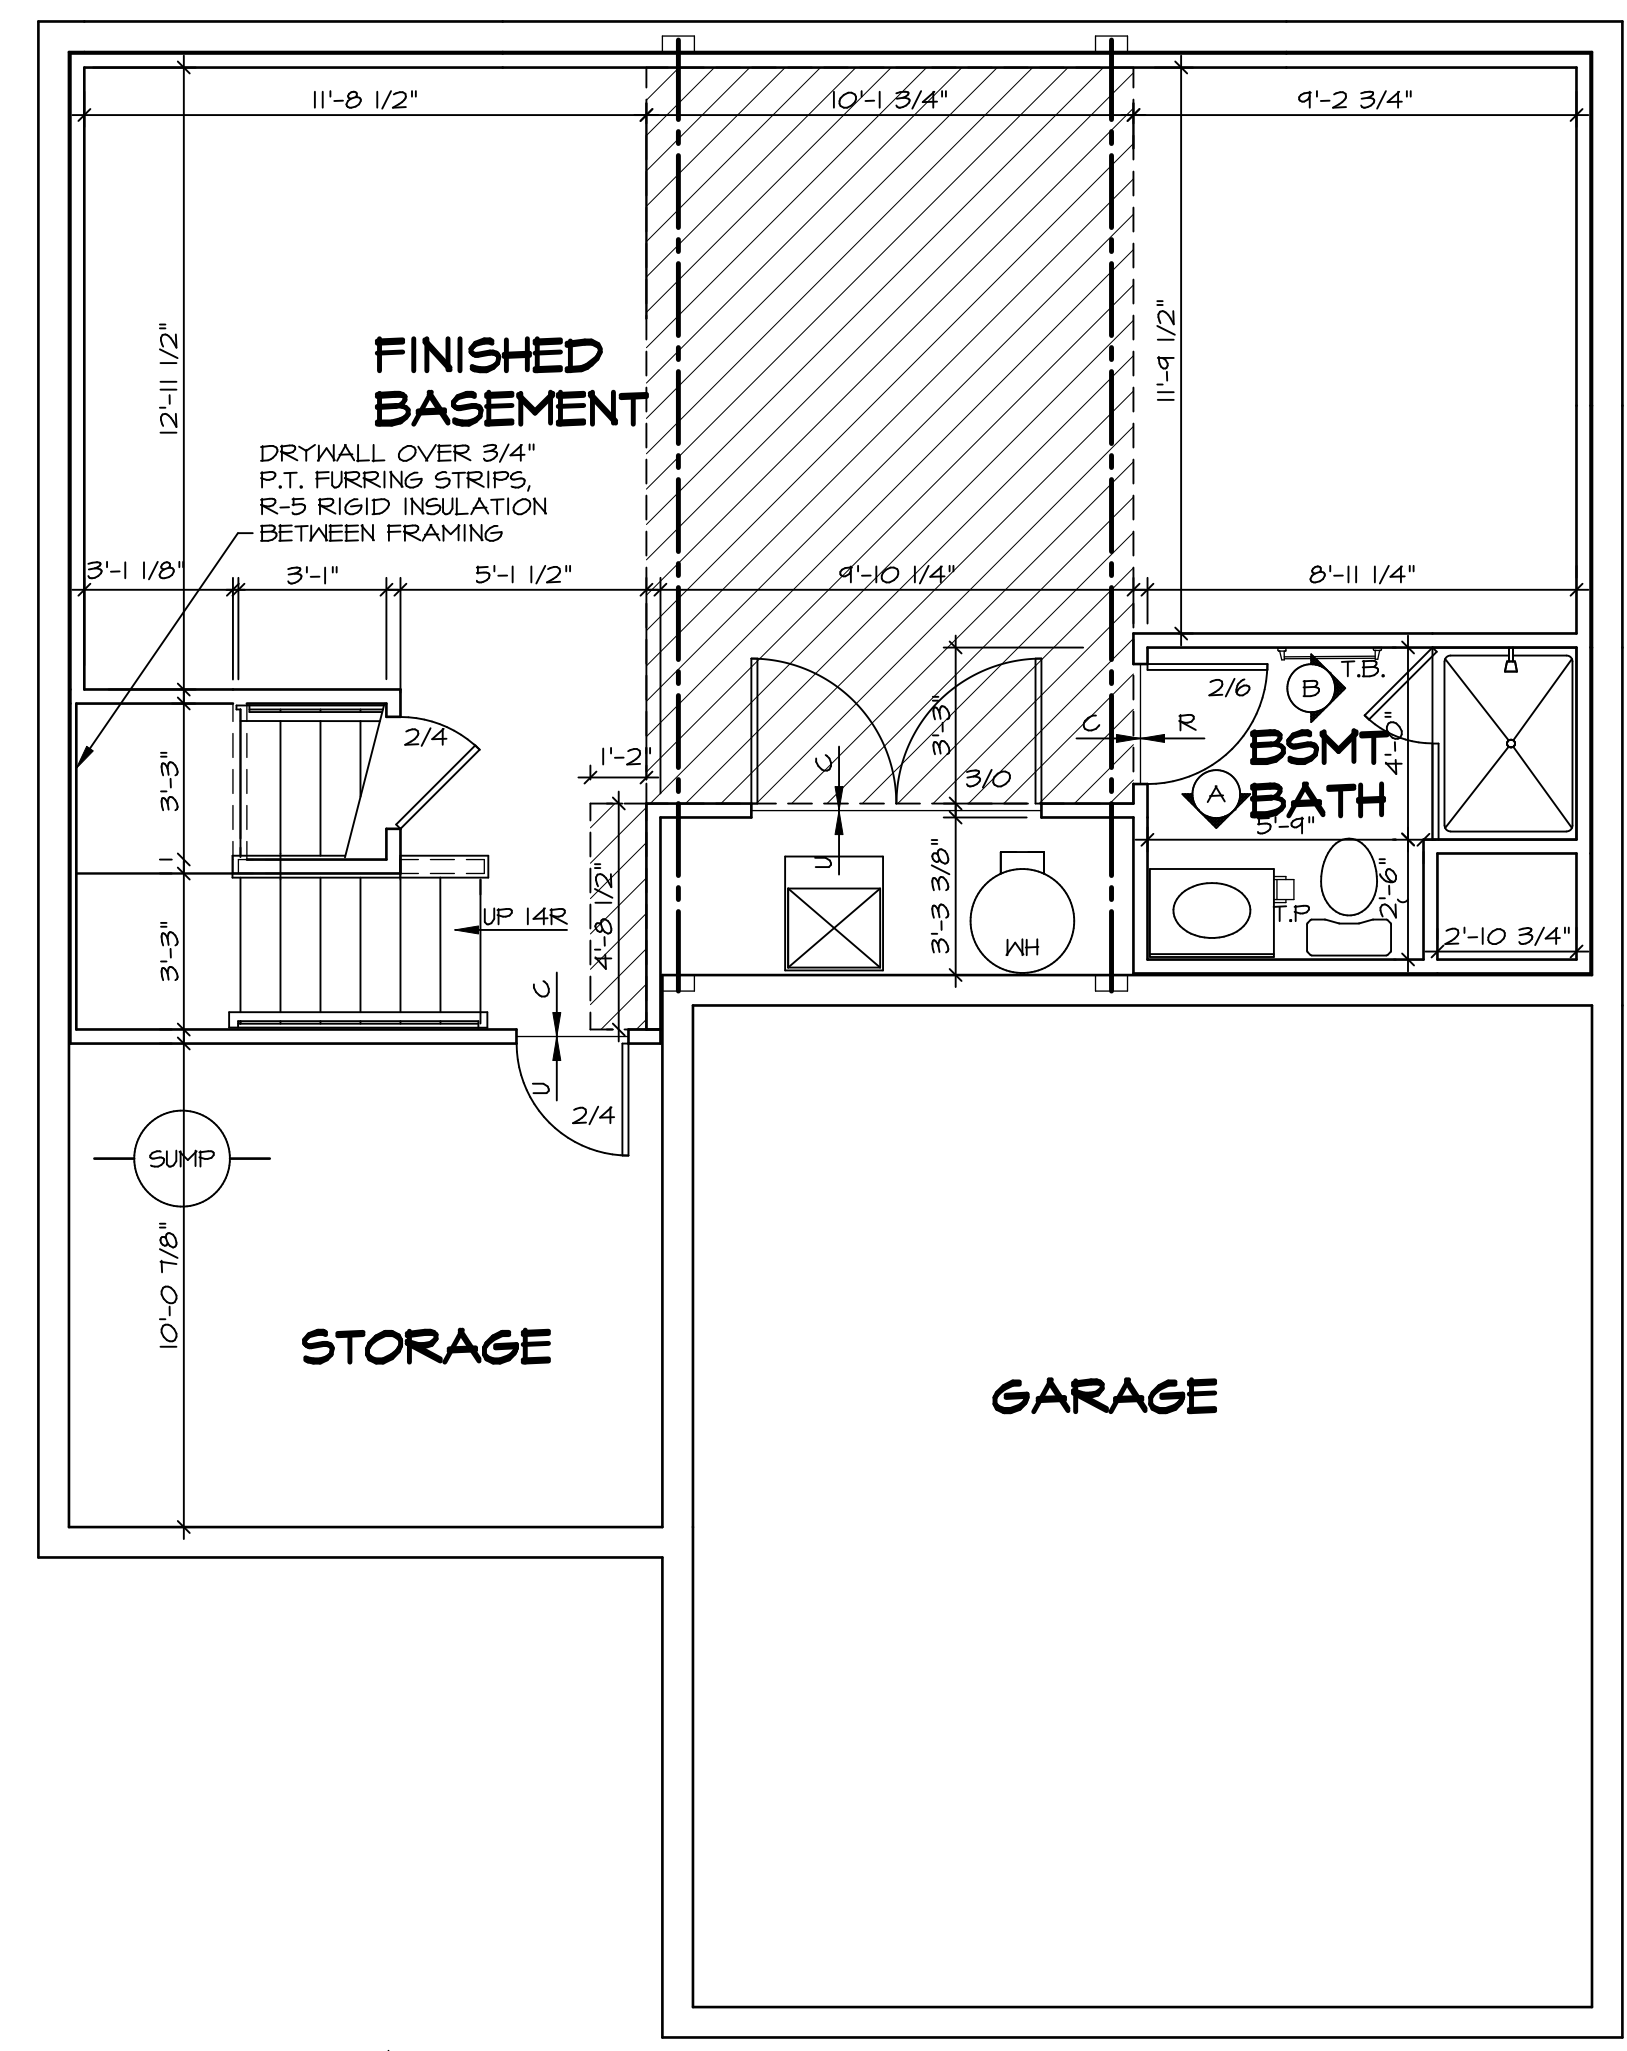 11'-8 1/2"
10'-1 3/4"
9'-2 3/4"
12'-11 1/2"
11'-9 1/2"
FINISHED
BASEMENT
DRYWALL OVER 3/4"
P.T. FURRING STRIPS,
R-5 RIGID INSULATION
BETWEEN FRAMING
3'-1 1/8"
3'-1"
5'-1 1/2"
9'-10 1/4"
8'-11 1/4"
T.B.
2/6
B
C
R
3'-3"
2/4
BSMT
BATH
4'-0"
1'-2"
C
3/0
A
3'-3"
5'-9"
U
3'-3 3/8"
2'-6"
T.P
4'-8 1/2"
UP 14R
WH
2'-10 3/4"
3'-3"
C
U
2/4
SUMP
10'-0 7/8"
STORAGE
GARAGE